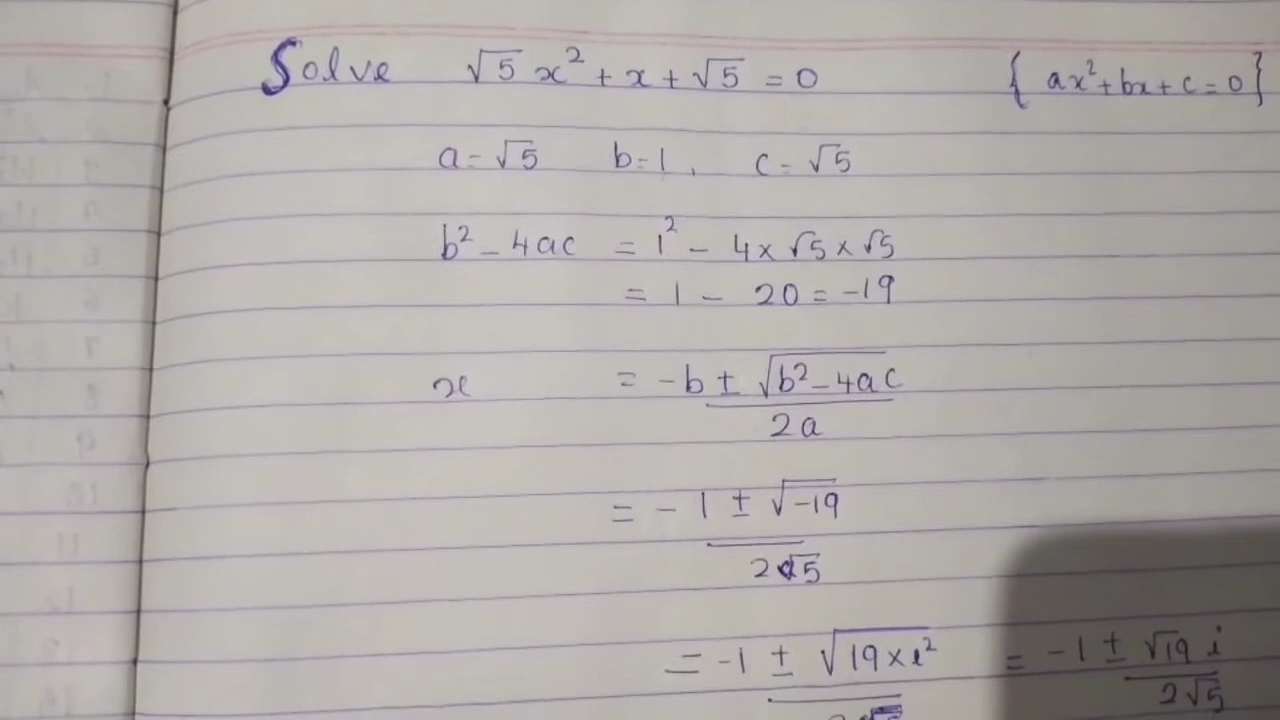 Solve √5 x² + x + √5 = 0 { ax² + bx + c = 0 }
a = √5 b = 1, c = √5
b² - 4ac = 1² - 4 × √5 × √5
= 1 - 20 = -19
x = -b ± √b² - 4ac
2a
= - 1 ± √-19
2√5
= -1 ± √19 × i² = -1 ± √19 i
2√5